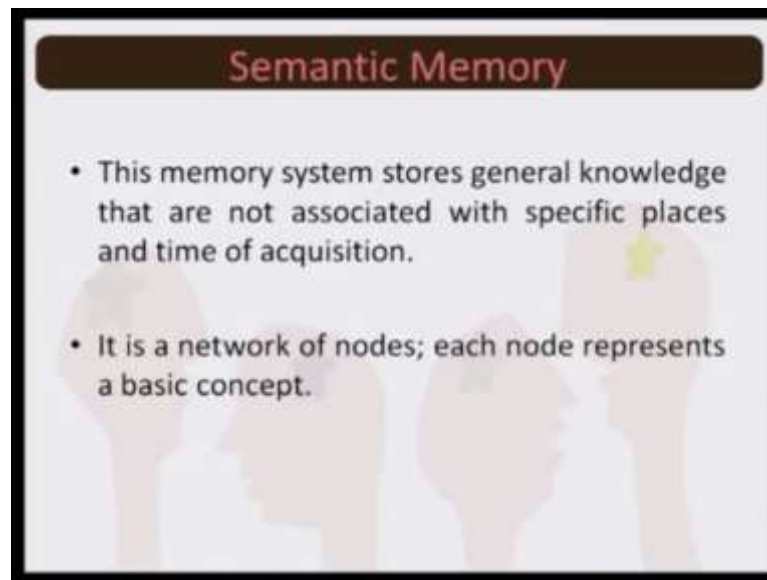 Semantic Memory
• This memory system stores general knowledge
that are not associated with specific places
and time of acquisition.
• It is a network of nodes; each node represents
a basic concept.